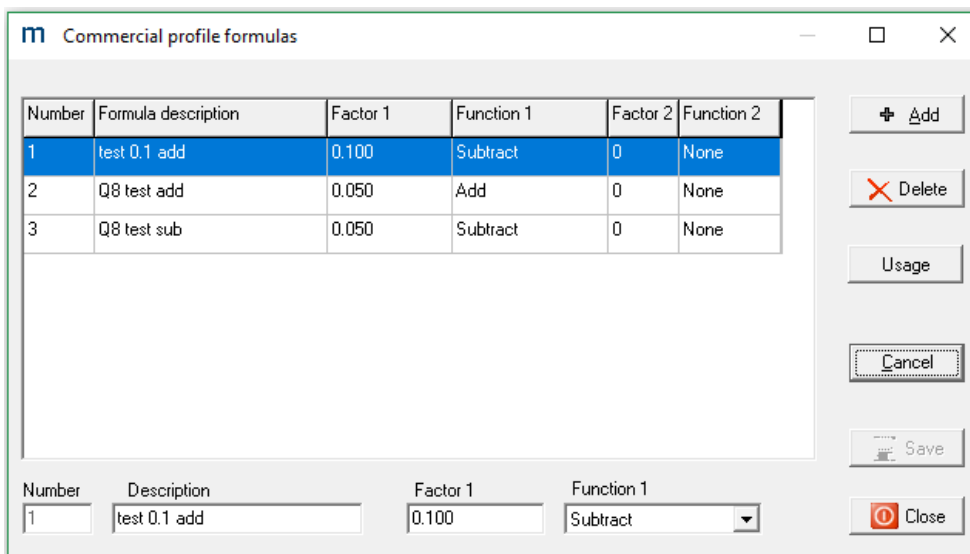 m Commercial profile formulas
Number Formula description Factor 1 Function 1 Factor 2 Function 2
1 test 0.1 add 0.100 Subtract 0 None
2 Q8 test add 0.050 Add 0 None
3 Q8 test sub 0.050 Subtract 0 None
Add
Delete
Usage
Cancel
Save
Close
Number Description Factor 1 Function 1
1 test 0.1 add 0.100 Subtract